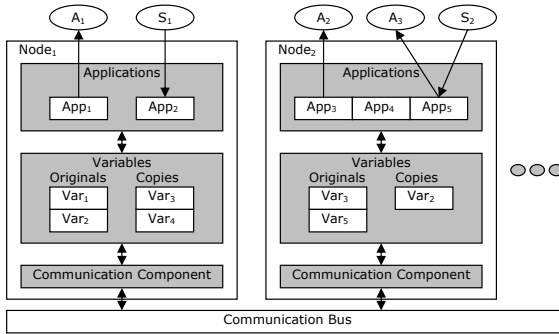 A₁ S₁ A₂ A₃ S₂
Node₁ Node₂
Applications Applications
App₁ App₂ App₃ App₄ App₅
Variables Variables
Originals Copies Originals Copies
Var₁ Var₃ Var₃ Var₂
Var₂ Var₄ Var₅
Communication Component Communication Component
Communication Bus